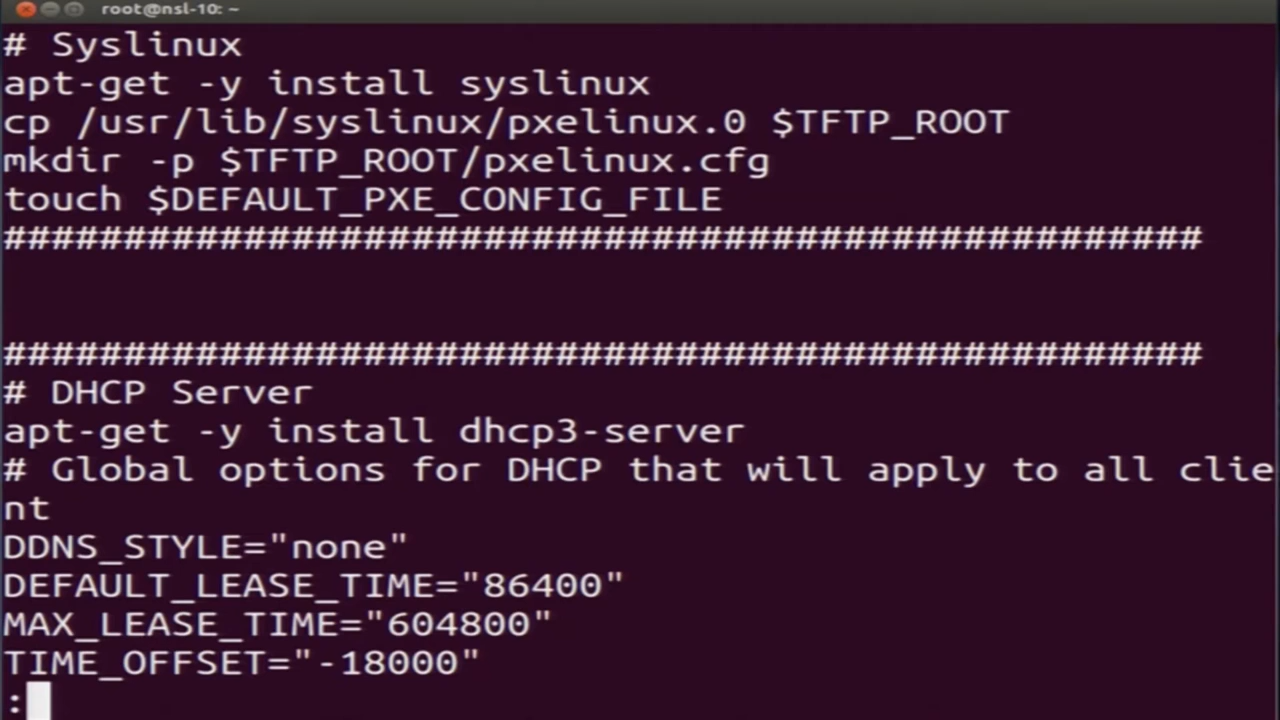 root@nsl-10: ~
# Syslinux
apt-get -y install syslinux
cp /usr/lib/syslinux/pxelinux.0 $TFTP_ROOT
mkdir -p $TFTP_ROOT/pxelinux.cfg
touch $DEFAULT_PXE_CONFIG_FILE
##################################################
##################################################
# DHCP Server
apt-get -y install dhcp3-server
# Global options for DHCP that will apply to all clie
nt
DDNS_STYLE="none"
DEFAULT_LEASE_TIME="86400"
MAX_LEASE_TIME="604800"
TIME_OFFSET="-18000"
: